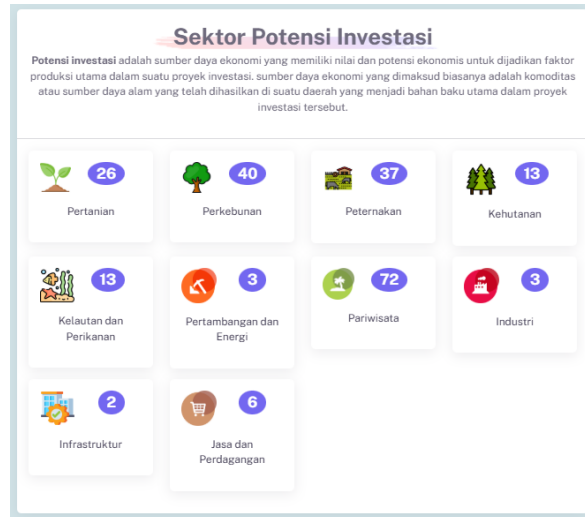 Sektor Potensi Investasi
Potensi investasi adalah sumber daya ekonomi yang memiliki nilai dan potensi ekonomis untuk dijadikan faktor
produksi utama dalam suatu proyek investasi. sumber daya ekonomi yang dimaksud biasanya adalah komoditas
atau sumber daya alam yang telah dihasilkan di suatu daerah yang menjadi bahan baku utama dalam proyek
investasi tersebut.
26
Pertanian
40
Perkebunan
37
Peternakan
13
Kehutanan
13
Kelautan dan
Perikanan
3
Pertambangan dan
Energi
72
Pariwisata
3
Industri
2
Infrastruktur
6
Jasa dan
Perdagangan